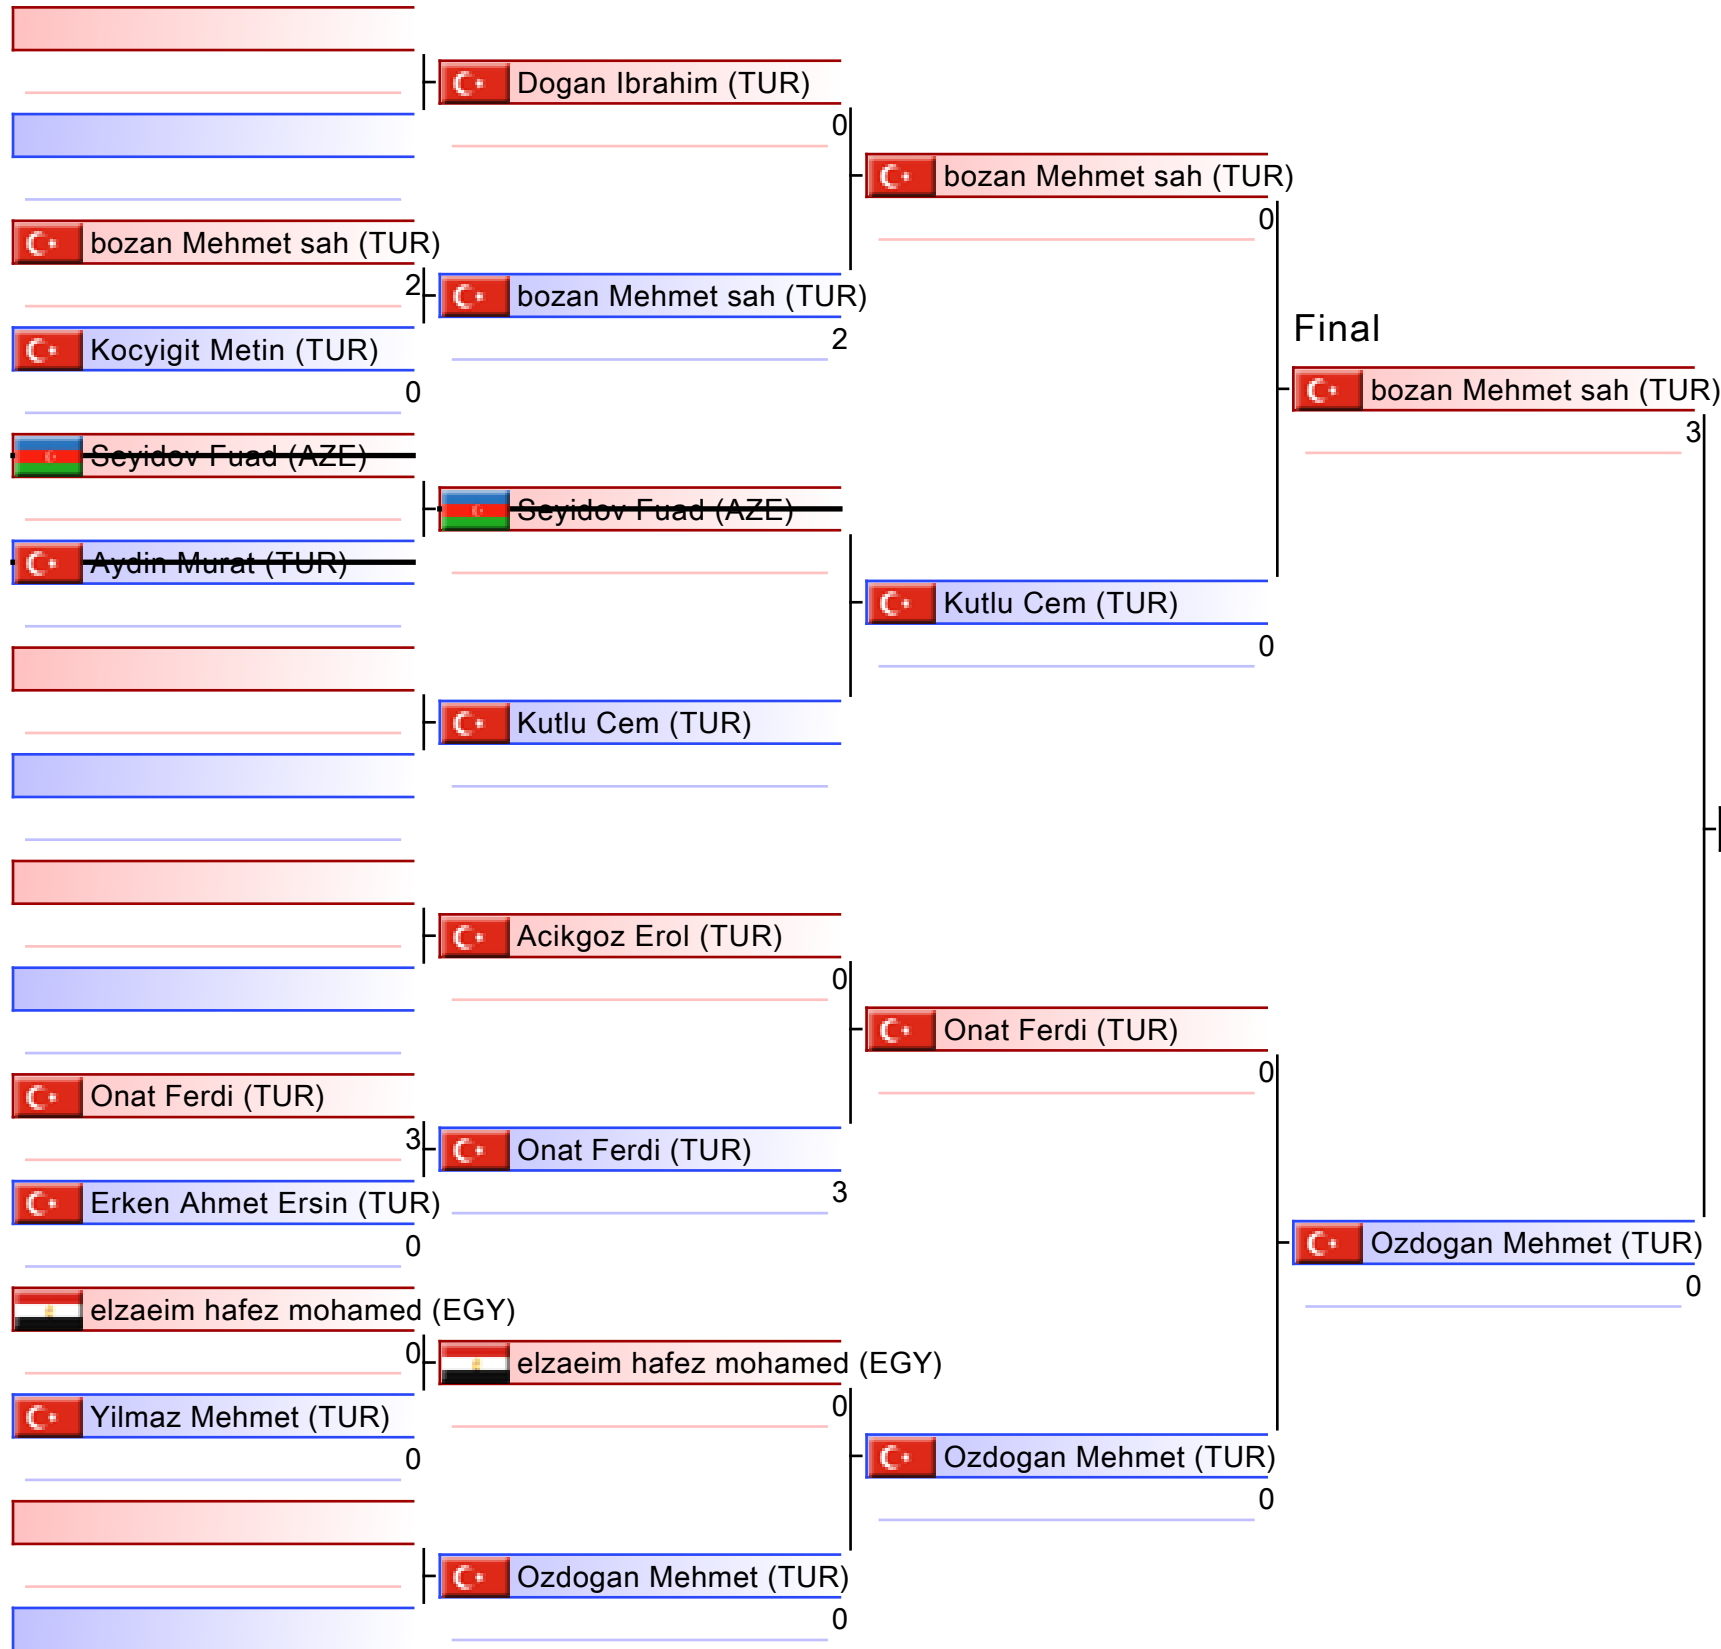 Dogan Ibrahim (TUR)
0
bozan Mehmet sah (TUR)
0
bozan Mehmet sah (TUR)
2
bozan Mehmet sah (TUR)
2
Kocyigit Metin (TUR)
0
Final
bozan Mehmet sah (TUR)
3
Seyidov Fuad (AZE)
Seyidov Fuad (AZE)
Aydin Murat (TUR)
Kutlu Cem (TUR)
0
Kutlu Cem (TUR)
Acikgoz Erol (TUR)
0
Onat Ferdi (TUR)
0
Onat Ferdi (TUR)
3
Onat Ferdi (TUR)
3
Erken Ahmet Ersin (TUR)
0
Ozdogan Mehmet (TUR)
0
elzaeim hafez mohamed (EGY)
0
elzaeim hafez mohamed (EGY)
0
Yilmaz Mehmet (TUR)
0
Ozdogan Mehmet (TUR)
0
Ozdogan Mehmet (TUR)
0